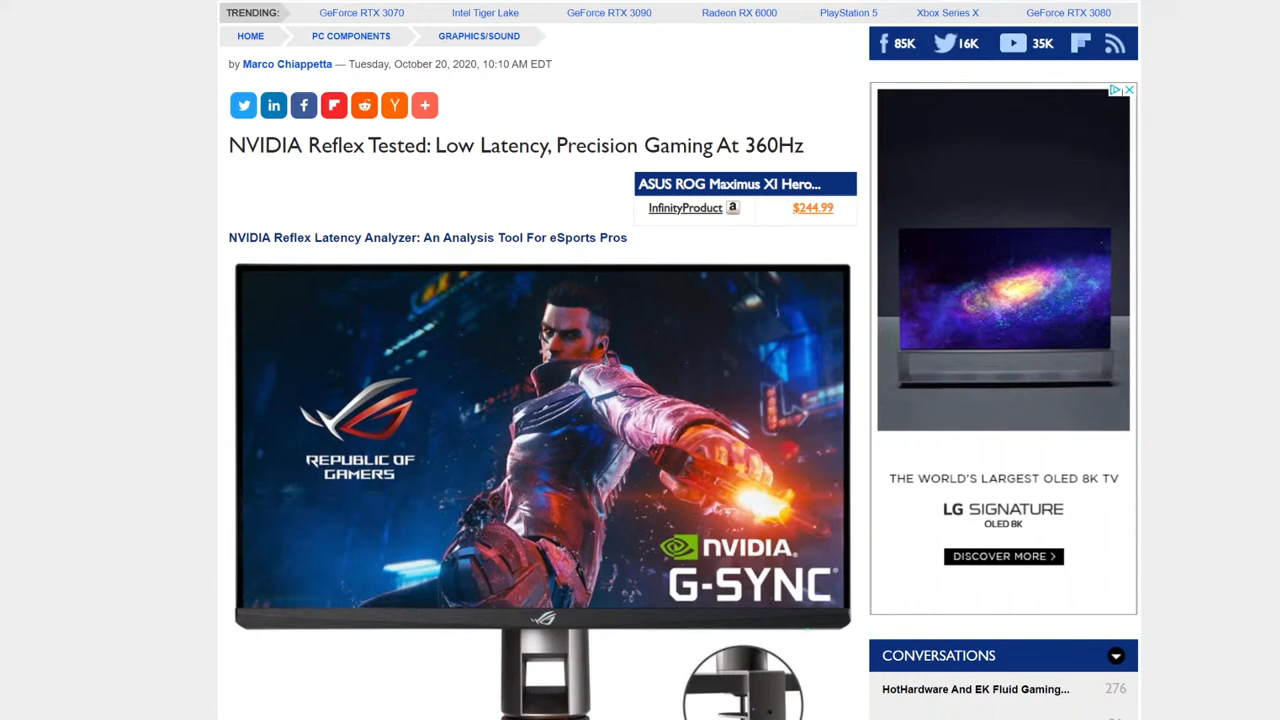 TRENDING: GeForce RTX 3070 Intel Tiger Lake GeForce RTX 3090 Radeon RX 6000 PlayStation 5 Xbox Series X GeForce RTX 3080
HOME PC COMPONENTS GRAPHICS/SOUND
85K 16K 35K
by Marco Chiappetta — Tuesday, October 20, 2020, 10:10 AM EDT
NVIDIA Reflex Tested: Low Latency, Precision Gaming At 360Hz
ASUS ROG Maximus XI Hero...
InfinityProduct $244.99
NVIDIA Reflex Latency Analyzer: An Analysis Tool For eSports Pros
REPUBLIC OF
GAMERS
NVIDIA.
G-SYNC
THE WORLD'S LARGEST OLED 8K TV
LG SIGNATURE
OLED 8K
DISCOVER MORE >
CONVERSATIONS
HotHardware And EK Fluid Gaming... 276